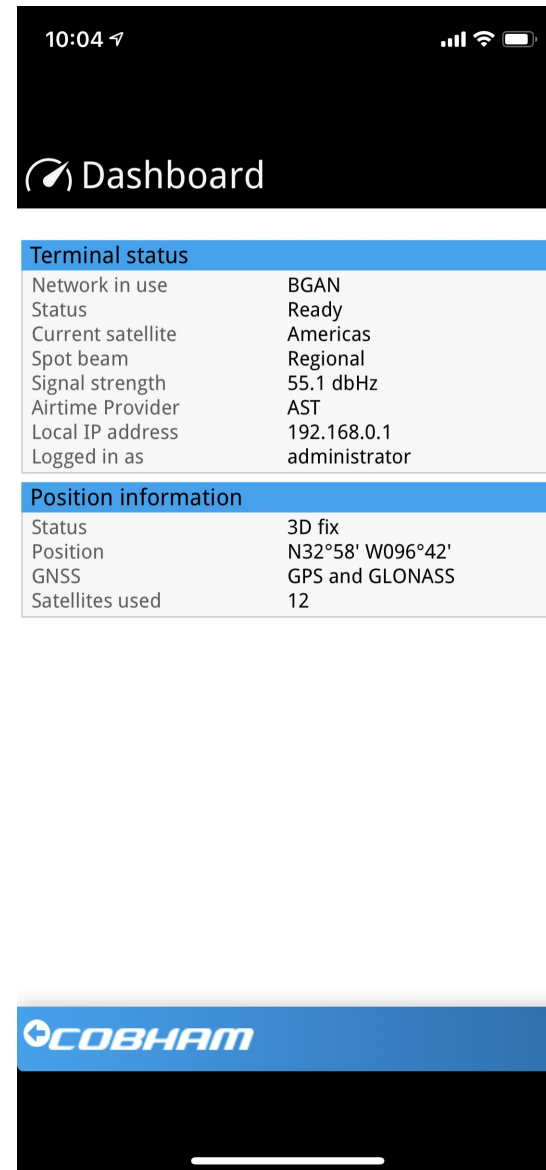 10:04
Dashboard
Terminal status
Network in use BGAN
Status Ready
Current satellite Americas
Spot beam Regional
Signal strength 55.1 dbHz
Airtime Provider AST
Local IP address 192.168.0.1
Logged in as administrator
Position information
Status 3D fix
Position N32°58' W096°42'
GNSS GPS and GLONASS
Satellites used 12
COBHAM